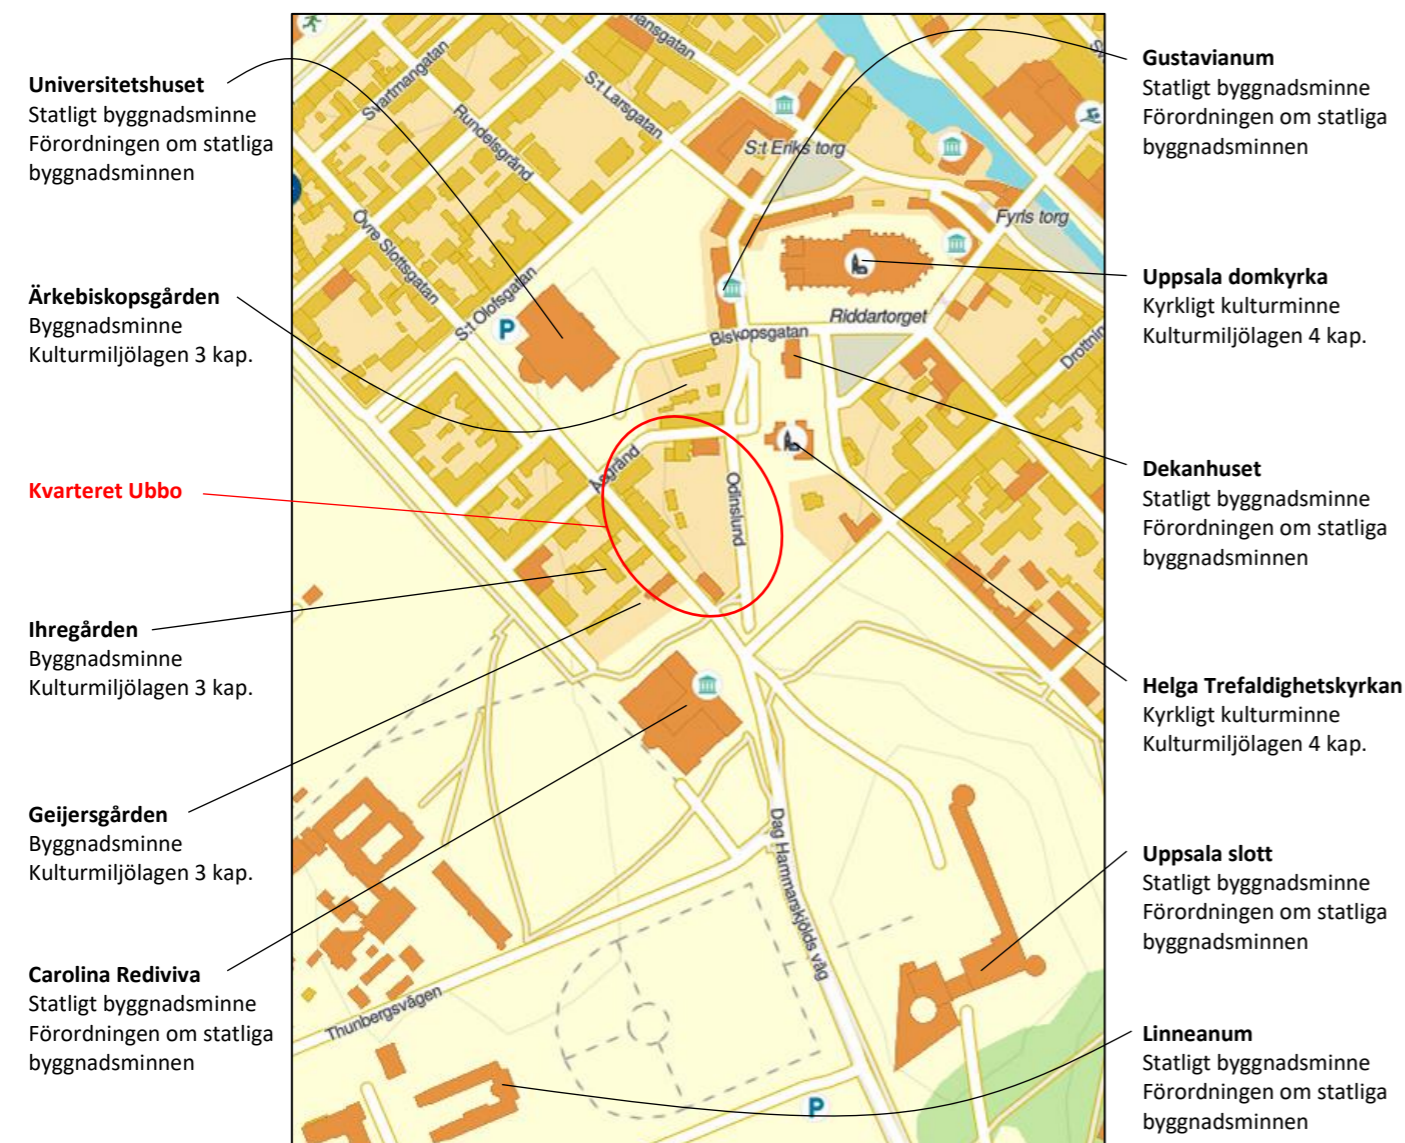 Universitetshuset
Statligt byggnadsminne
Förordningen om statliga
byggnadsminnen
Ärkebiskopsgården
Byggnadsminne
Kulturmiljölagen 3 kap.
Kvarteret Ubbo
Ihregården
Byggnadsminne
Kulturmiljölagen 3 kap.
Geijersgården
Byggnadsminne
Kulturmiljölagen 3 kap.
Carolina Rediviva
Statligt byggnadsminne
Förordningen om statliga
byggnadsminnen
Svartmangatan
Rundelsgränd
S:t Larsgatan
S:t Eriks torg
Fyris torg
Övre Slottsgatan
S:t Olofsgatan
P
Riddartorget
Biskopsgatan
Åsgränd
Odinslund
Dag Hammarskjölds väg
Thunbergsvägen
P
Gustavianum
Statligt byggnadsminne
Förordningen om statliga
byggnadsminnen
Uppsala domkyrka
Kyrkligt kulturminne
Kulturmiljölagen 4 kap.
Dekanhuset
Statligt byggnadsminne
Förordningen om statliga
byggnadsminnen
Helga Trefaldighetskyrkan
Kyrkligt kulturminne
Kulturmiljölagen 4 kap.
Uppsala slott
Statligt byggnadsminne
Förordningen om statliga
byggnadsminnen
Linneanum
Statligt byggnadsminne
Förordningen om statliga
byggnadsminnen